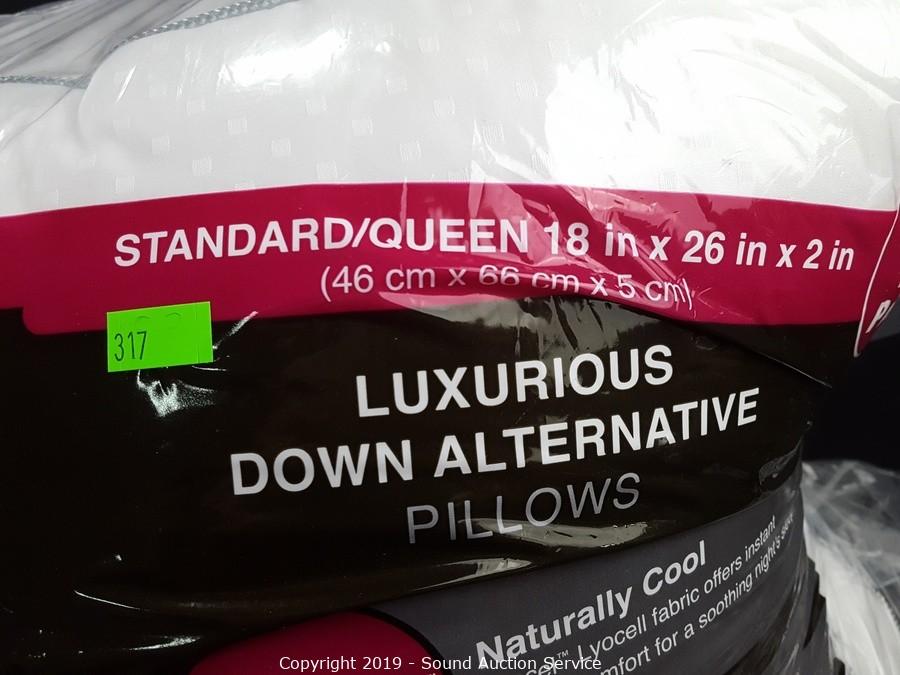 STANDARD/QUEEN 18 in x 26 in x 2 in
(46 cm x 66 cm x 5 cm)
317
LUXURIOUS
DOWN ALTERNATIVE
PILLOWS
Naturally Cool
Lyocell fabric offers instant
for a soothing night's
Copyright 2019 - Sound Auction Service